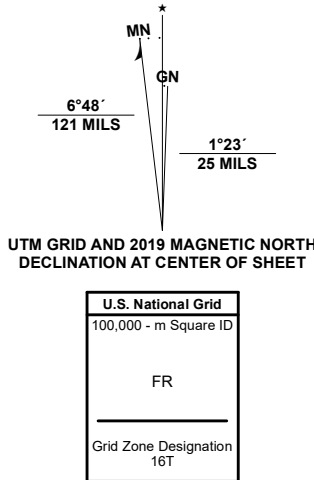 ★
MN
GN
6°48´
121 MILS
1°23´
25 MILS
UTM GRID AND 2019 MAGNETIC NORTH
DECLINATION AT CENTER OF SHEET
U.S. National Grid
100,000 - m Square ID
FR
Grid Zone Designation
16T